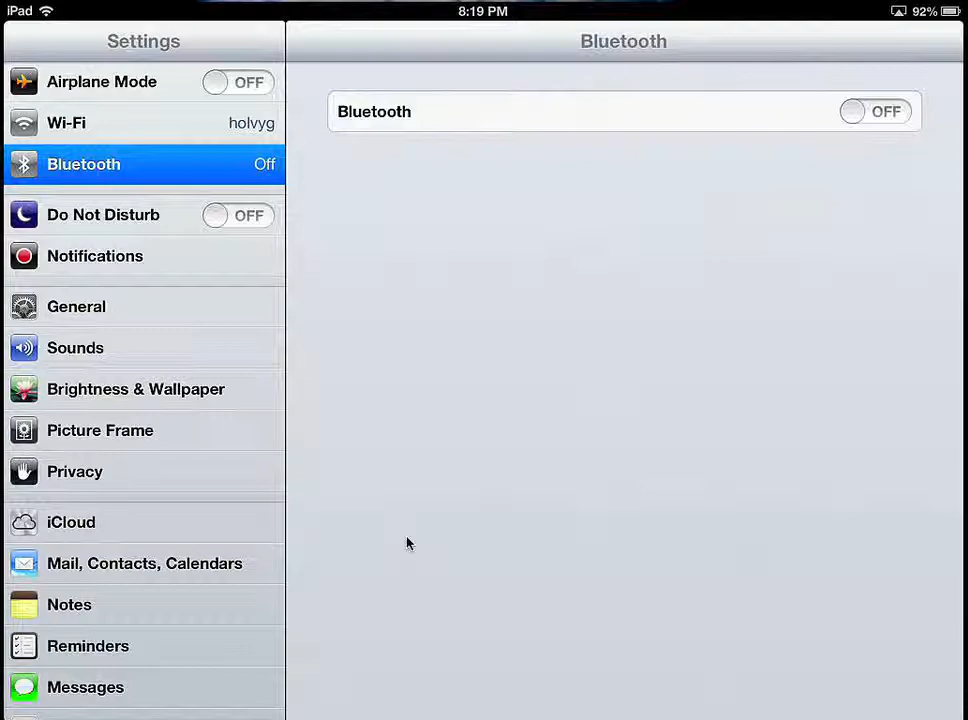 iPad 8:19 PM 92%
Settings
Bluetooth
Airplane Mode OFF
Wi-Fi holvyg
Bluetooth Off
Do Not Disturb OFF
Notifications
General
Sounds
Brightness & Wallpaper
Picture Frame
Privacy
iCloud
Mail, Contacts, Calendars
Notes
Reminders
Messages
Bluetooth OFF